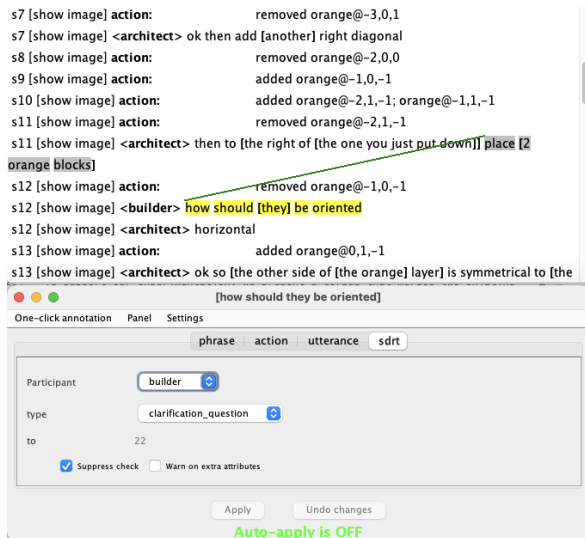 s7 [show image] action: removed orange@-3,0,1
s7 [show image] <architect> ok then add [another] right diagonal
s8 [show image] action: removed orange@-2,0,0
s9 [show image] action: added orange@-1,0,-1
s10 [show image] action: added orange@-2,1,-1; orange@-1,1,-1
s11 [show image] action: removed orange@-2,1,-1
s11 [show image] <architect> then to [the right of [the one you just put down]] place [2
orange blocks]
s12 [show image] action: removed orange@-1,0,-1
s12 [show image] <builder> how should [they] be oriented
s12 [show image] <architect> horizontal
s13 [show image] action: added orange@0,1,-1
s13 [show image] <architect> ok so [the other side of [the orange] layer] is symmetrical to [the
[how should they be oriented]
One-click annotation Panel Settings
phrase action utterance sdrt
Participant builder
type clarification_question
to 22
Suppress check Warn on extra attributes
Apply Undo changes
Auto-apply is OFF